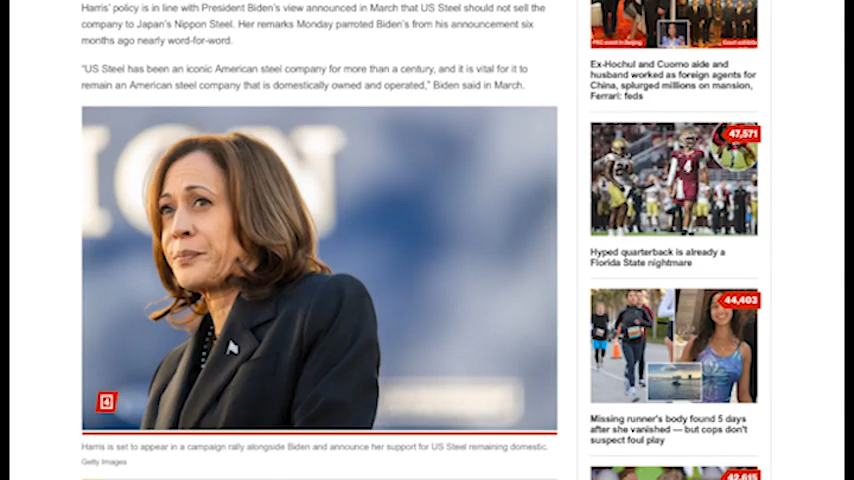 Harris' policy is in line with President Biden's view announced in March that US Steel should not sell the
company to Japan's Nippon Steel. Her remarks Monday parroted Biden's from his announcement six
months ago nearly word-for-word.
"US Steel has been an iconic American steel company for more than a century, and it is vital for it to
remain an American steel company that is domestically owned and operated," Biden said in March.
ION
4
Harris is set to appear in a campaign rally alongside Biden and announce her support for US Steel remaining domestic.
Getty Images
Ex-Hochul and Cuomo aide and
husband worked as foreign agents for
China, splurged millions on mansion,
Ferrari: feds
47,571
4
Hyped quarterback is already a
Florida State nightmare
44,403
Missing runner's body found 5 days
after she vanished — but cops don't
suspect foul play
42,615